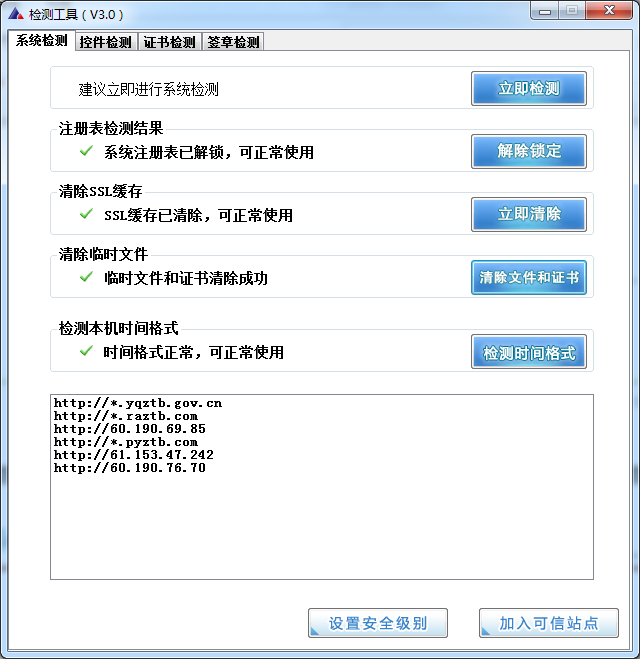 检测工具（V3.0）
系统检测 控件检测 证书检测 签章检测
建议立即进行系统检测 立即检测
注册表检测结果
系统注册表已解锁，可正常使用 解除锁定
清除SSL缓存
SSL缓存已清除，可正常使用 立即清除
清除临时文件
临时文件和证书清除成功 清除文件和证书
检测本机时间格式
时间格式正常，可正常使用 检测时间格式
http://*.yqztb.gov.cn
http://*.raztb.com
http://60.190.69.85
http://*.pyztb.com
http://61.153.47.242
http://60.190.76.70
设置安全级别 加入可信站点